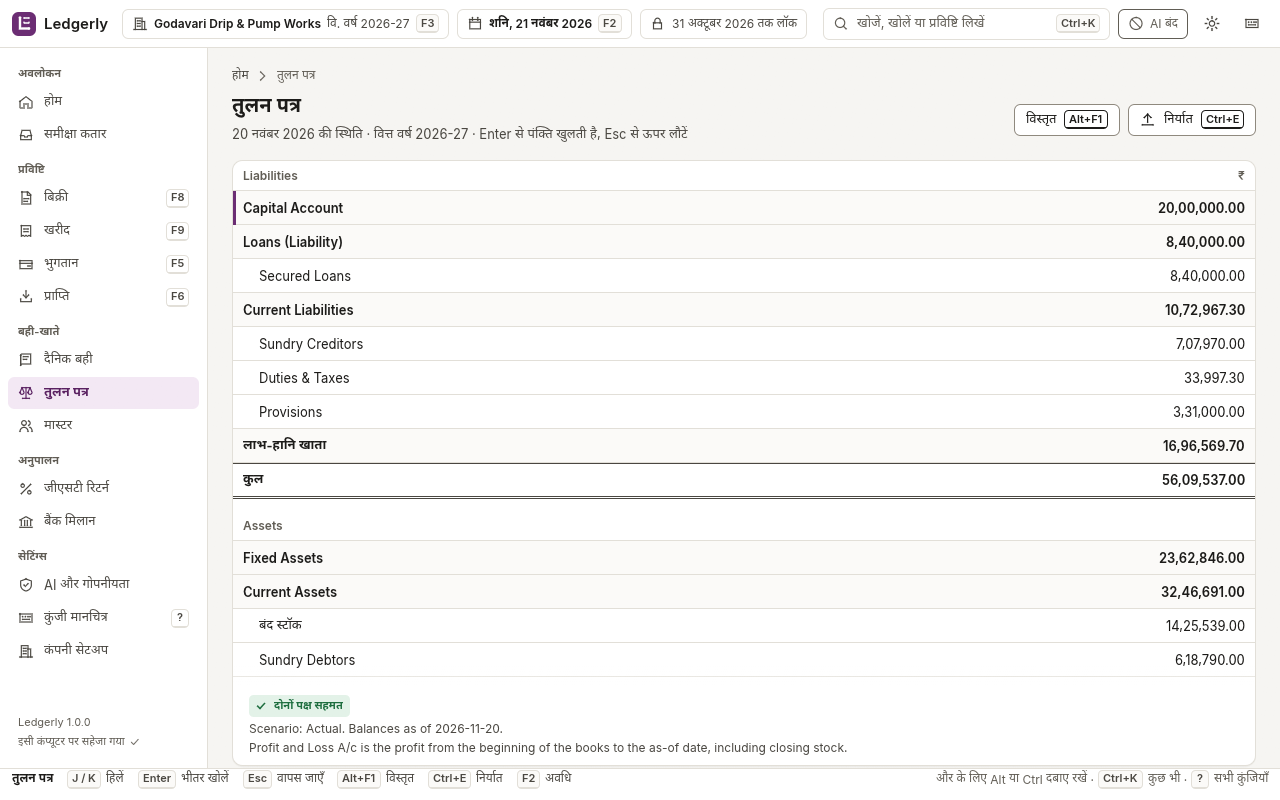 Ledgerly
Godavari Drip & Pump Works वि. वर्ष 2026-27 F3
शनि, 21 नवंबर 2026 F2
31 अक्टूबर 2026 तक लॉक
खोजें, खोलें या प्रविष्टि लिखें Ctrl+K
AI बंद
अवलोकन
होम
समीक्षा कतार
प्रविष्टि
बिक्री F8
खरीद F9
भुगतान F5
प्राप्ति F6
बही-खाते
दैनिक बही
तुलन पत्र
मास्टर
अनुपालन
जीएसटी रिटर्न
बैंक मिलान
सेटिंग्स
AI और गोपनीयता
कुंजी मानचित्र ?
कंपनी सेटअप
Ledgerly 1.0.0
इसी कंप्यूटर पर सहेजा गया
होम > तुलन पत्र
तुलन पत्र
20 नवंबर 2026 की स्थिति · वित्त वर्ष 2026-27 · Enter से पंक्ति खुलती है, Esc से ऊपर लौटें
विस्तृत Alt+F1
निर्यात Ctrl+E
Liabilities ₹
Capital Account 20,00,000.00
Loans (Liability) 8,40,000.00
Secured Loans 8,40,000.00
Current Liabilities 10,72,967.30
Sundry Creditors 7,07,970.00
Duties & Taxes 33,997.30
Provisions 3,31,000.00
लाभ-हानि खाता 16,96,569.70
कुल 56,09,537.00
Assets
Fixed Assets 23,62,846.00
Current Assets 32,46,691.00
बंद स्टॉक 14,25,539.00
Sundry Debtors 6,18,790.00
दोनों पक्ष सहमत
Scenario: Actual. Balances as of 2026-11-20.
Profit and Loss A/c is the profit from the beginning of the books to the as-of date, including closing stock.
तुलन पत्र J / K हिलें Enter भीतर खोलें Esc वापस जाएँ Alt+F1 विस्तृत Ctrl+E निर्यात F2 अवधि
और के लिए Alt या Ctrl दबाए रखें · Ctrl+K कुछ भी · ? सभी कुंजियाँ